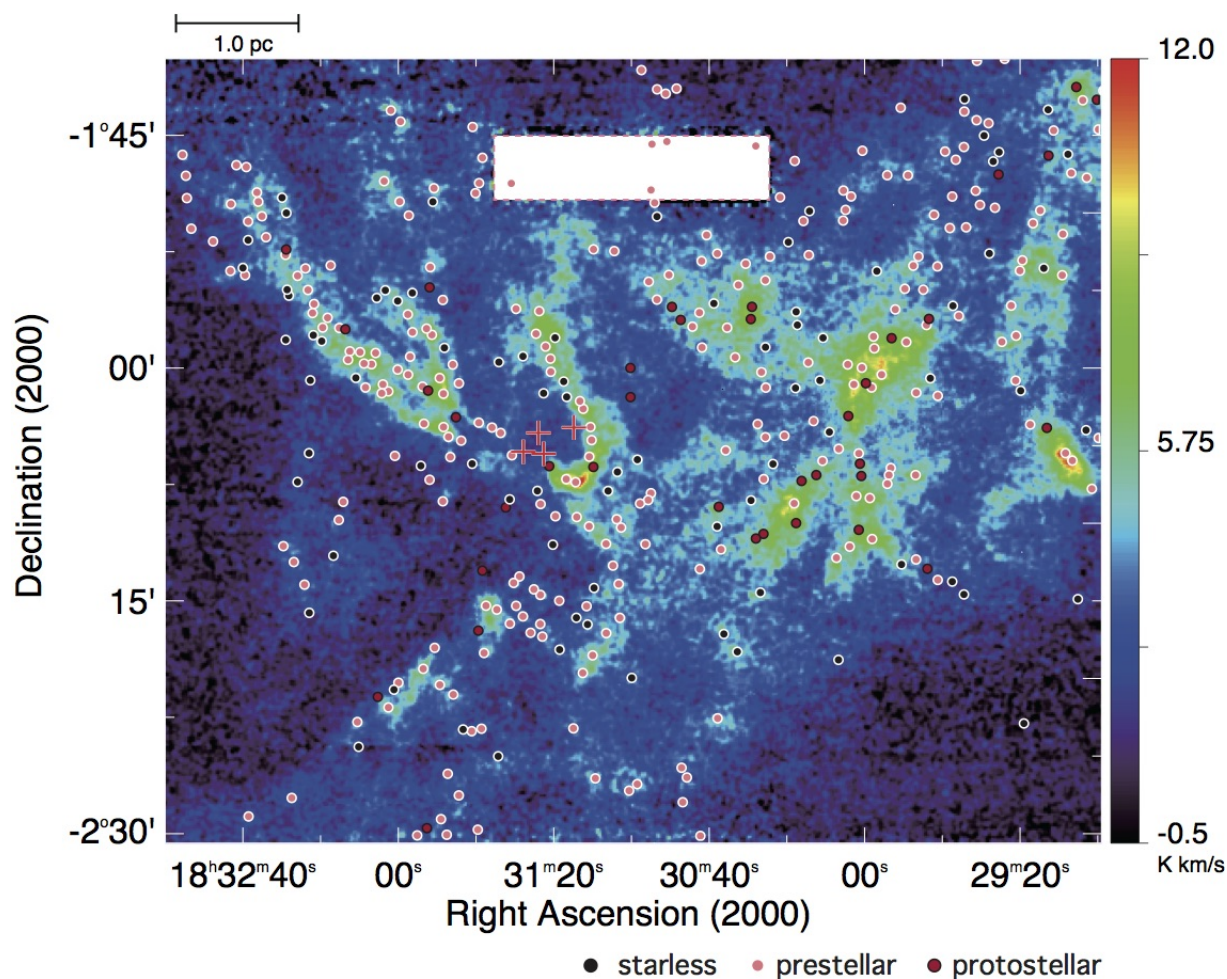 1.0 pc
12.0
-1°45'
00'
5.75
15'
-2°30'
-0.5
K km/s
18ʰ32ᵐ40ˢ 00ˢ 31ᵐ20ˢ 30ᵐ40ˢ 00ˢ 29ᵐ20ˢ
Declination (2000)
Right Ascension (2000)
starless prestellar protostellar